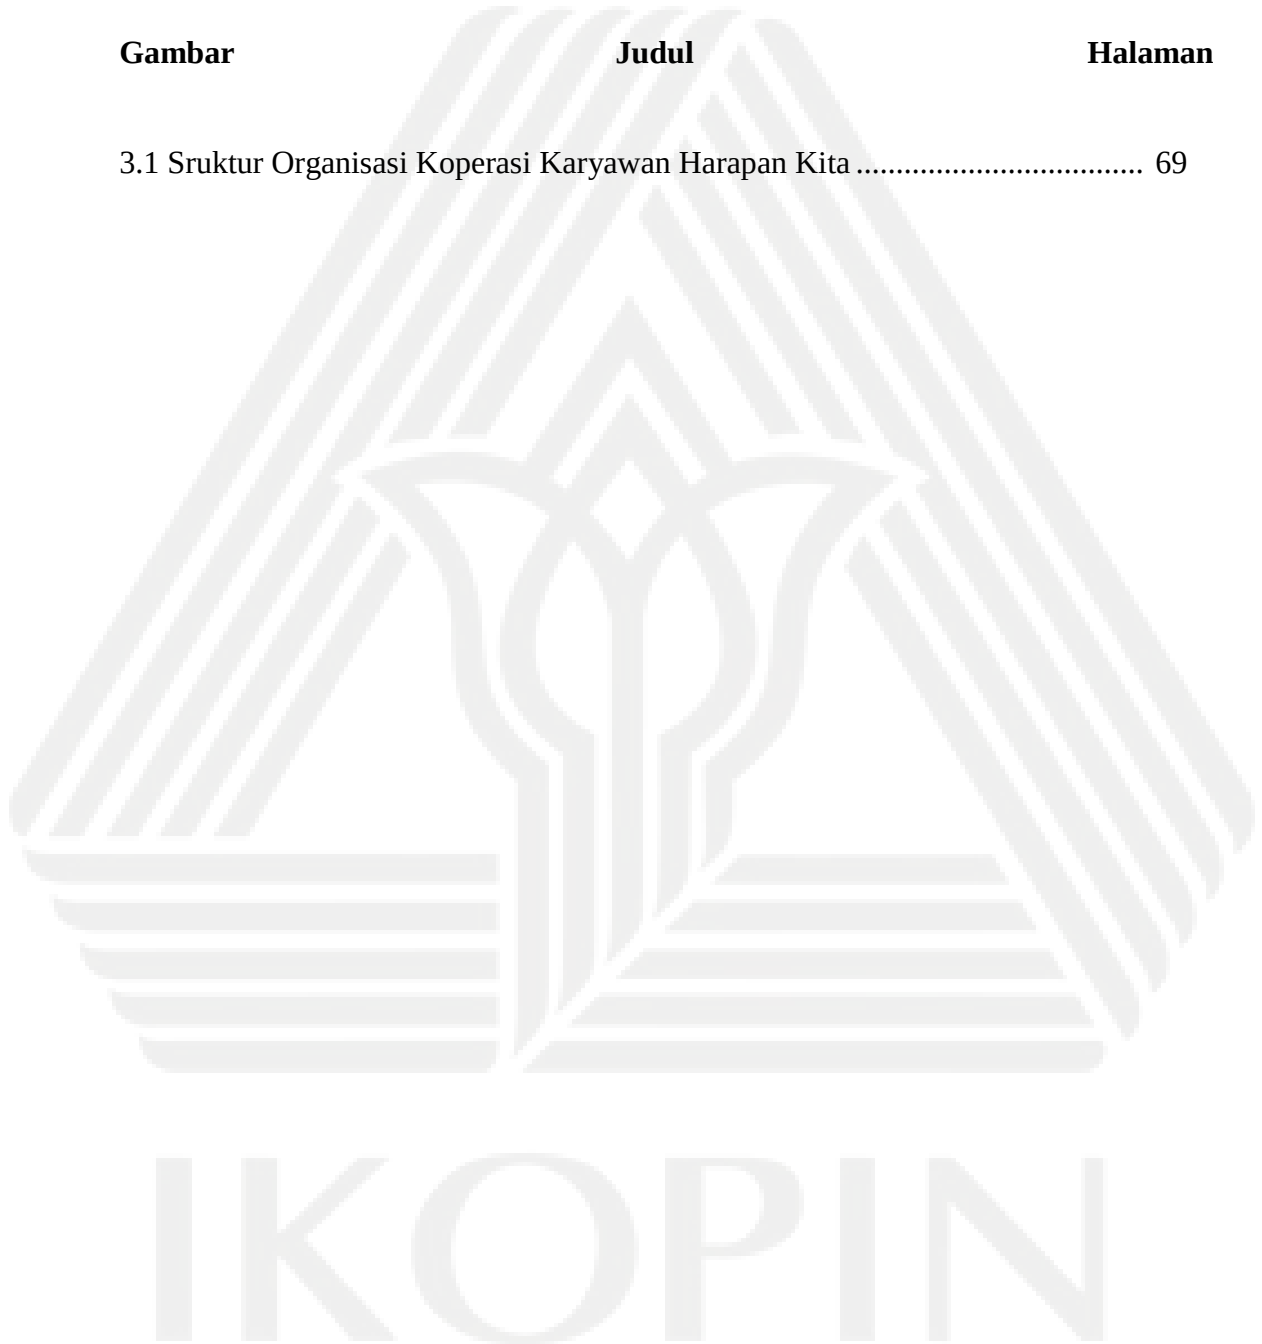 Gambar Judul Halaman
3.1 Sruktur Organisasi Koperasi Karyawan Harapan Kita .................................. 69
IKOPIN